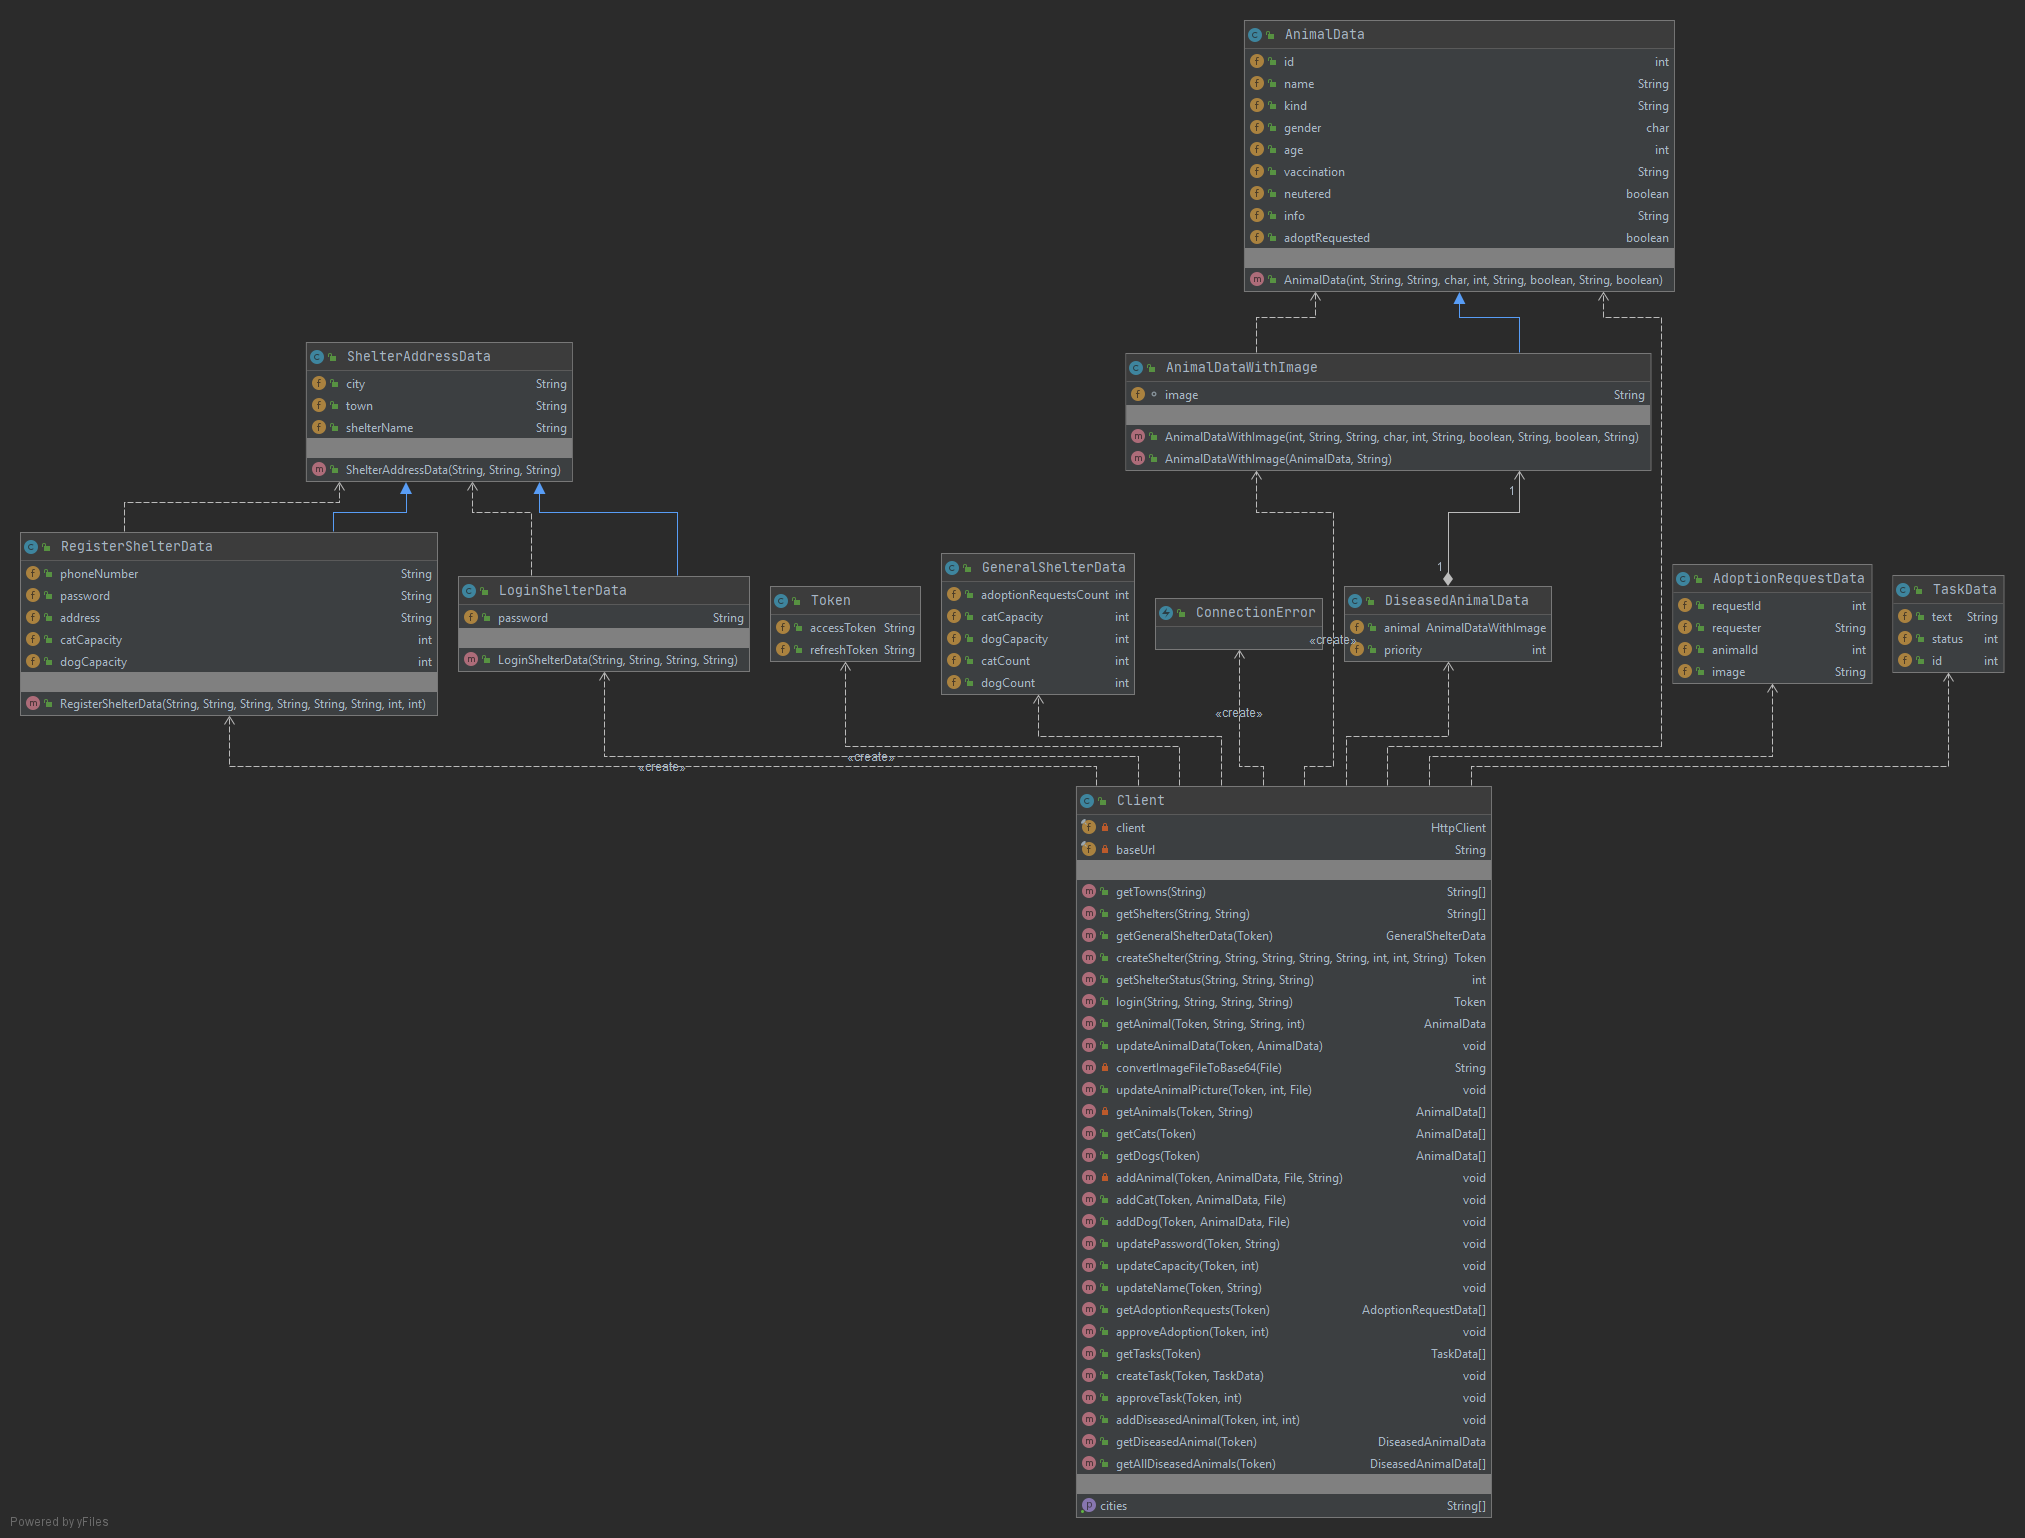 AnimalData
id int
name String
kind String
gender char
age int
vaccination String
neutered boolean
info String
adoptRequested boolean
AnimalData(int, String, String, char, int, String, boolean, String, boolean)
ShelterAddressData
city String
town String
shelterName String
ShelterAddressData(String, String, String)
AnimalDataWithImage
image String
AnimalDataWithImage(int, String, String, char, int, String, boolean, String, boolean, String)
AnimalDataWithImage(AnimalData, String)
1
1
RegisterShelterData
phoneNumber String
password String
address String
catCapacity int
dogCapacity int
RegisterShelterData(String, String, String, String, String, String, int, int)
LoginShelterData
password String
LoginShelterData(String, String, String, String)
Token
accessToken String
refreshToken String
GeneralShelterData
adoptionRequestsCount int
catCapacity int
dogCapacity int
catCount int
dogCount int
ConnectionError
«create»
DiseasedAnimalData
animal AnimalDataWithImage
priority int
AdoptionRequestData
requestId int
requester String
animalId int
image String
TaskData
text String
status int
id int
«create»
«create»
«create»
Client
client HttpClient
baseUrl String
getTowns(String) String[]
getShelters(String, String) String[]
getGeneralShelterData(Token) GeneralShelterData
createShelter(String, String, String, String, String, int, int, String) Token
getShelterStatus(String, String, String) int
login(String, String, String, String) Token
getAnimal(Token, String, String, int) AnimalData
updateAnimalData(Token, AnimalData) void
convertImageFileToBase64(File) String
updateAnimalPicture(Token, int, File) void
getAnimals(Token, String) AnimalData[]
getCats(Token) AnimalData[]
getDogs(Token) AnimalData[]
addAnimal(Token, AnimalData, File, String) void
addCat(Token, AnimalData, File) void
addDog(Token, AnimalData, File) void
updatePassword(Token, String) void
updateCapacity(Token, int) void
updateName(Token, String) void
getAdoptionRequests(Token) AdoptionRequestData[]
approveAdoption(Token, int) void
getTasks(Token) TaskData[]
createTask(Token, TaskData) void
approveTask(Token, int) void
addDiseasedAnimal(Token, int, int) void
getDiseasedAnimal(Token) DiseasedAnimalData
getAllDiseasedAnimals(Token) DiseasedAnimalData[]
cities String[]
Powered by yFiles